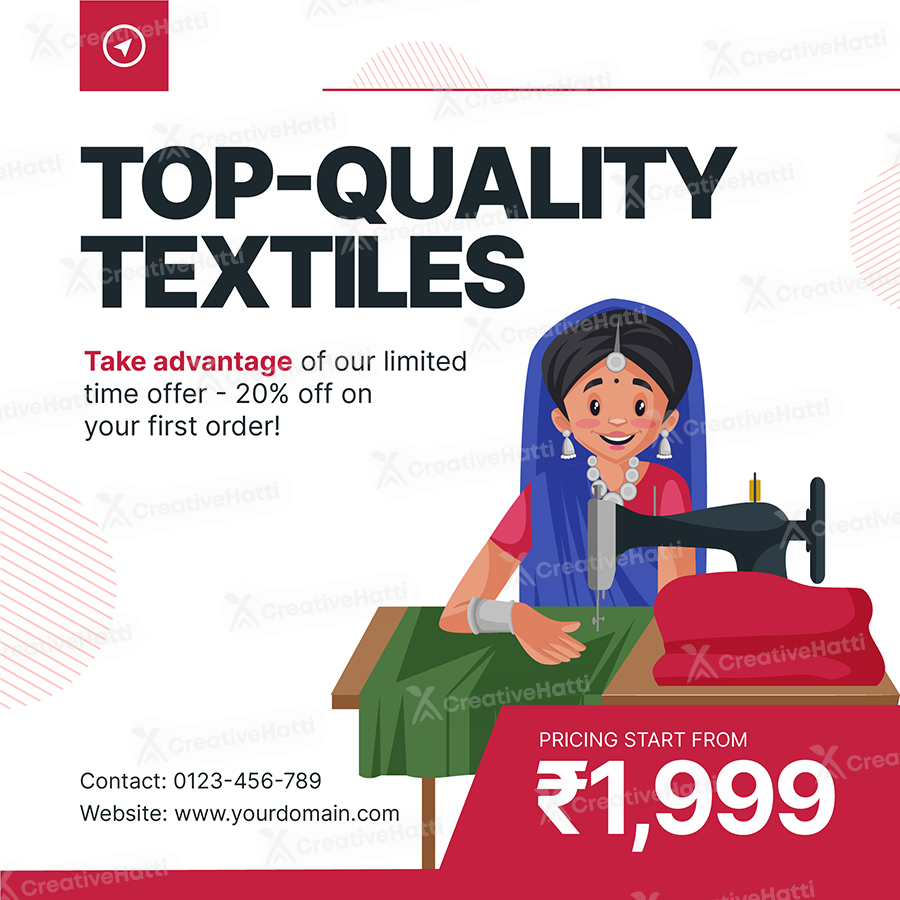 TOP-QUALITY
TEXTILES
Take advantage of our limited
time offer - 20% off on
your first order!
PRICING START FROM
₹1,999
Contact: 0123-456-789
Website: www.yourdomain.com
CreativeHatti